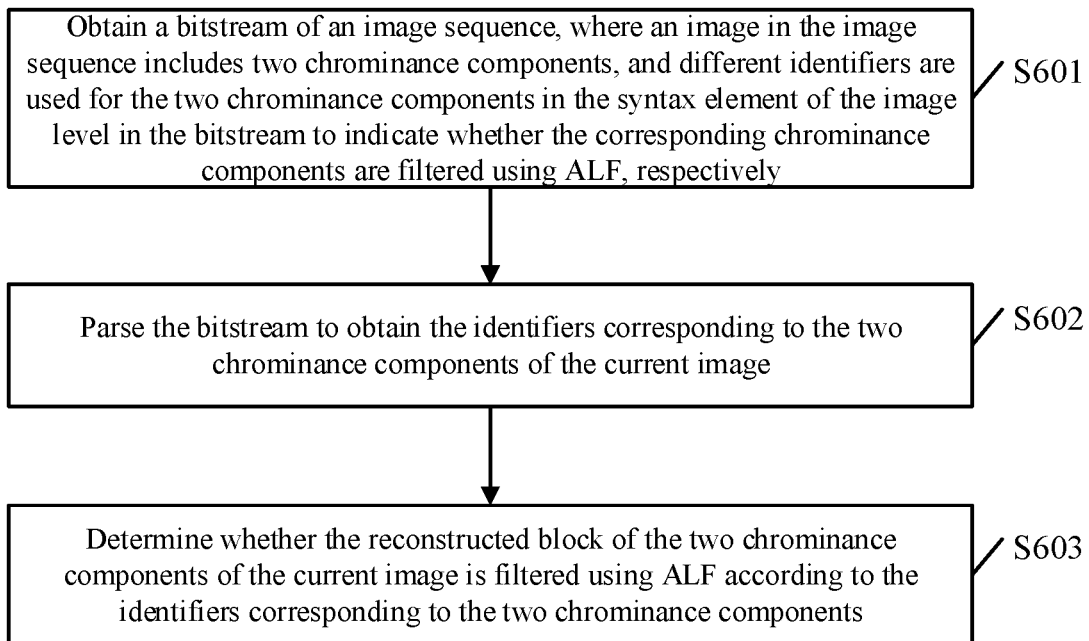 Obtain a bitstream of an image sequence, where an image in the image
sequence includes two chrominance components, and different identifiers are
used for the two chrominance components in the syntax element of the image
level in the bitstream to indicate whether the corresponding chrominance
components are filtered using ALF, respectively
S601
Parse the bitstream to obtain the identifiers corresponding to the two
chrominance components of the current image
S602
Determine whether the reconstructed block of the two chrominance
components of the current image is filtered using ALF according to the
identifiers corresponding to the two chrominance components
S603